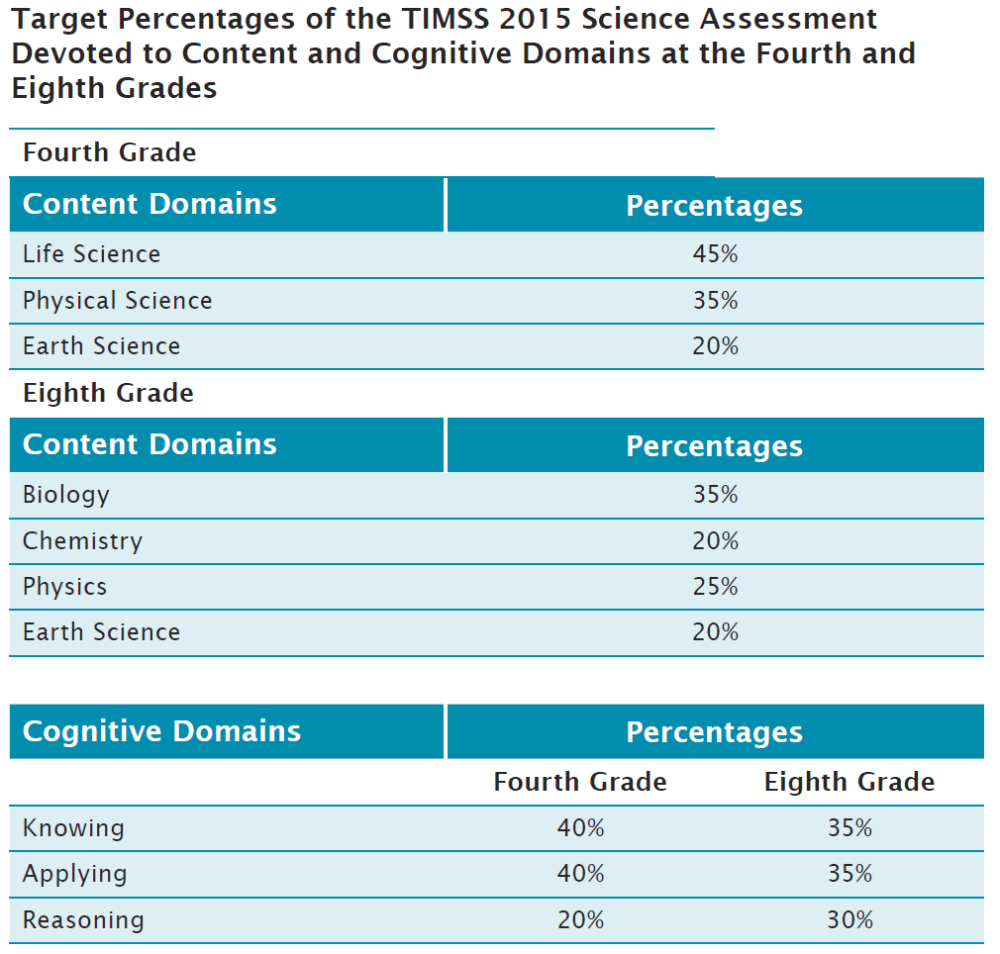 Target Percentages of the TIMSS 2015 Science Assessment
Devoted to Content and Cognitive Domains at the Fourth and
Eighth Grades
Fourth Grade
Content Domains Percentages
Life Science 45%
Physical Science 35%
Earth Science 20%
Eighth Grade
Content Domains Percentages
Biology 35%
Chemistry 20%
Physics 25%
Earth Science 20%
Cognitive Domains Percentages
Fourth Grade Eighth Grade
Knowing 40% 35%
Applying 40% 35%
Reasoning 20% 30%